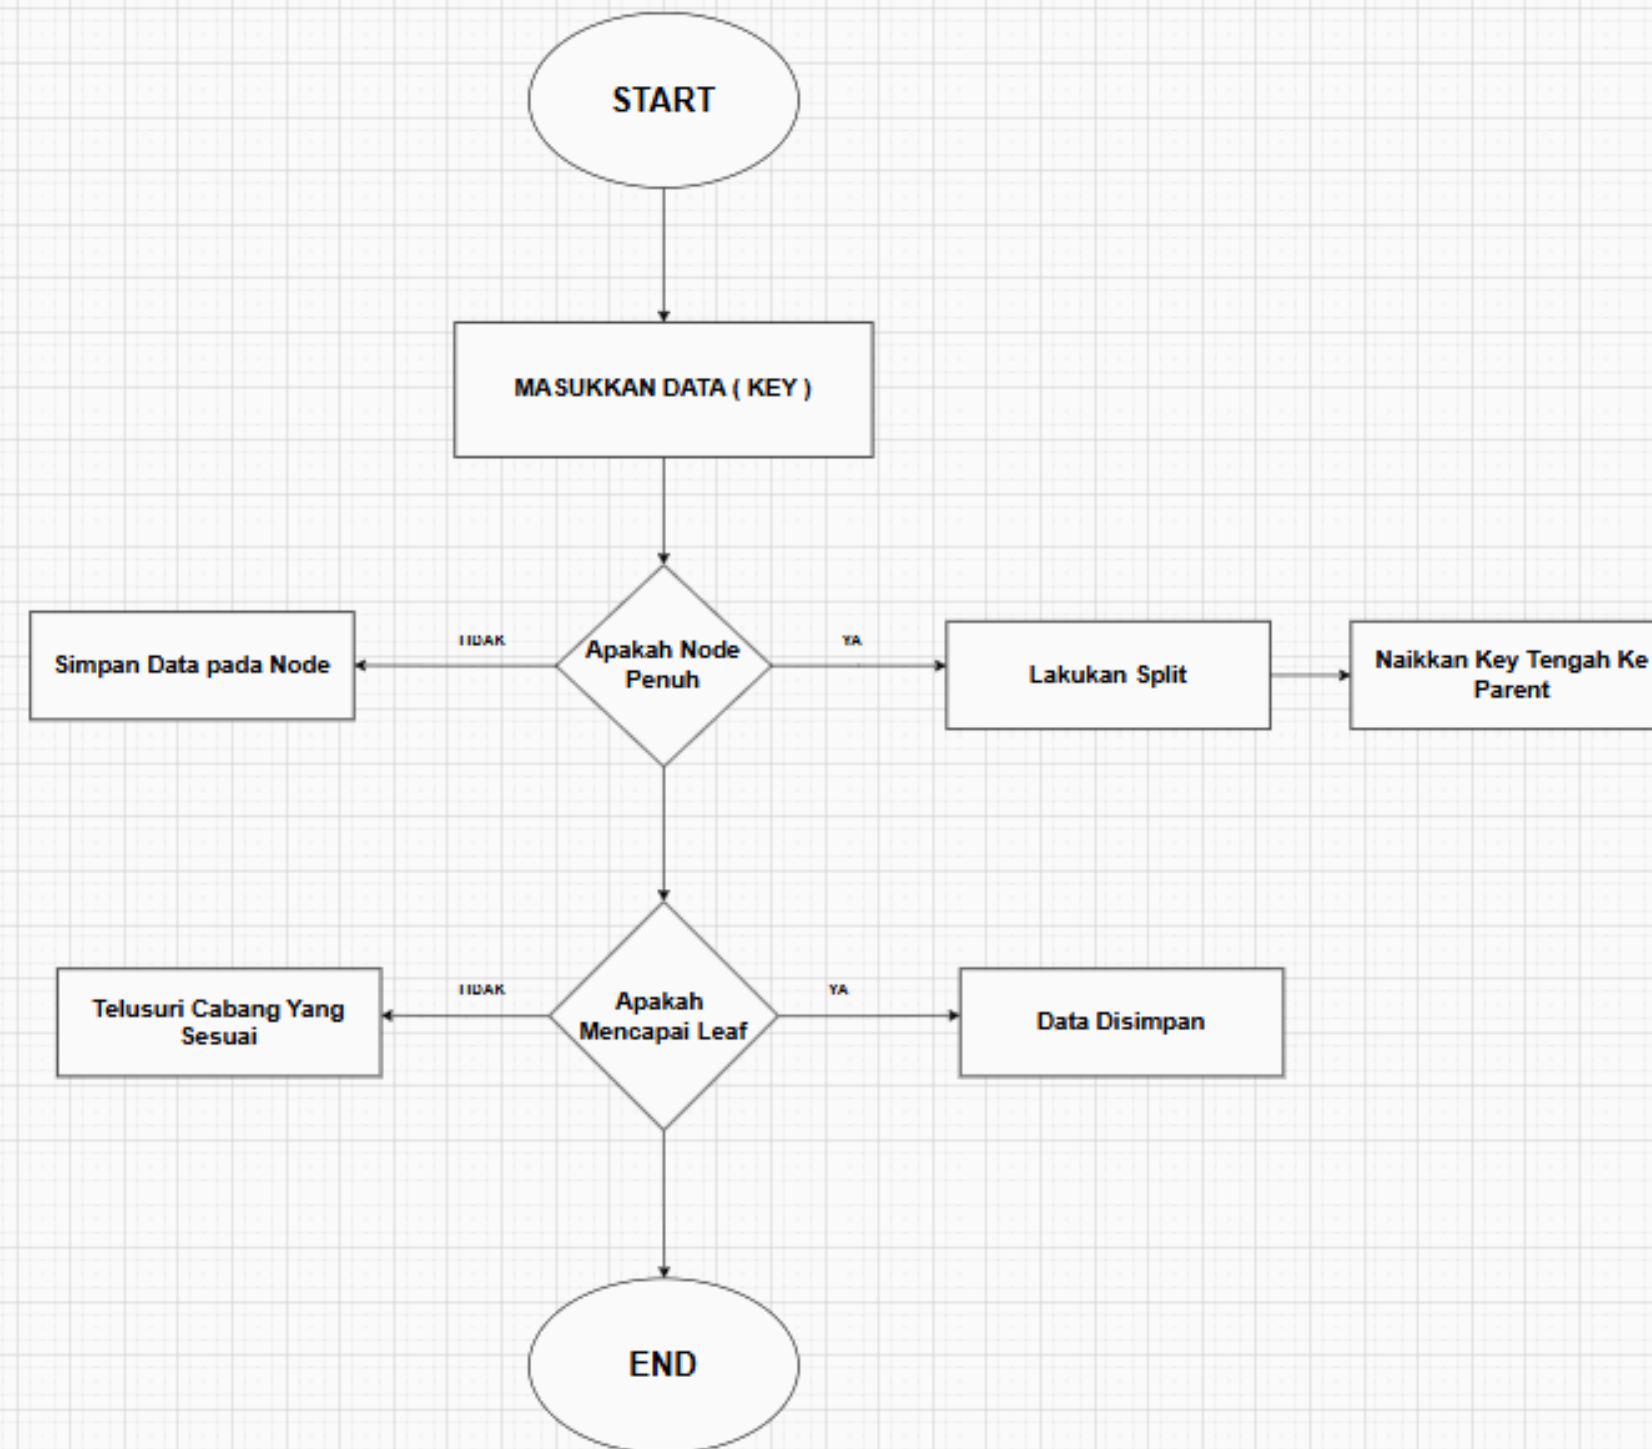 START
MASUKKAN DATA ( KEY )
TIDAK
Apakah Node
Penuh
YA
Simpan Data pada Node
Lakukan Split
Naikkan Key Tengah Ke
Parent
TIDAK
Apakah
Mencapai Leaf
YA
Telusuri Cabang Yang
Sesuai
Data Disimpan
END